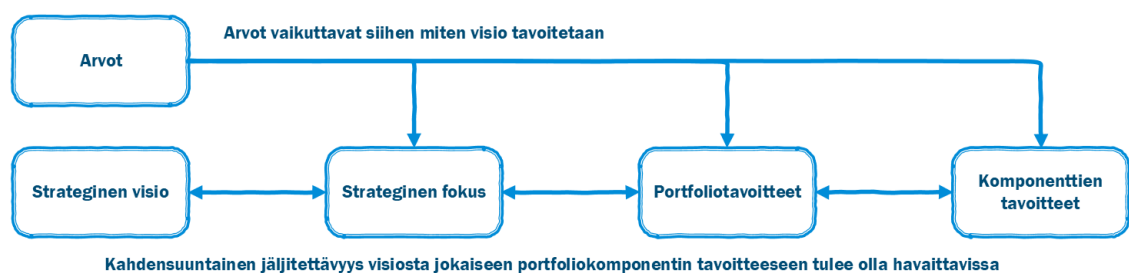 Arvot vaikuttavat siihen miten visio tavoitetaan
Arvot
Strateginen visio
Strateginen fokus
Portfoliotavoitteet
Komponenttien
tavoitteet
Kahdensuuntainen jäljitettävyys visiosta jokaiseen portfoliokomponentin tavoitteeseen tulee olla havaittavissa